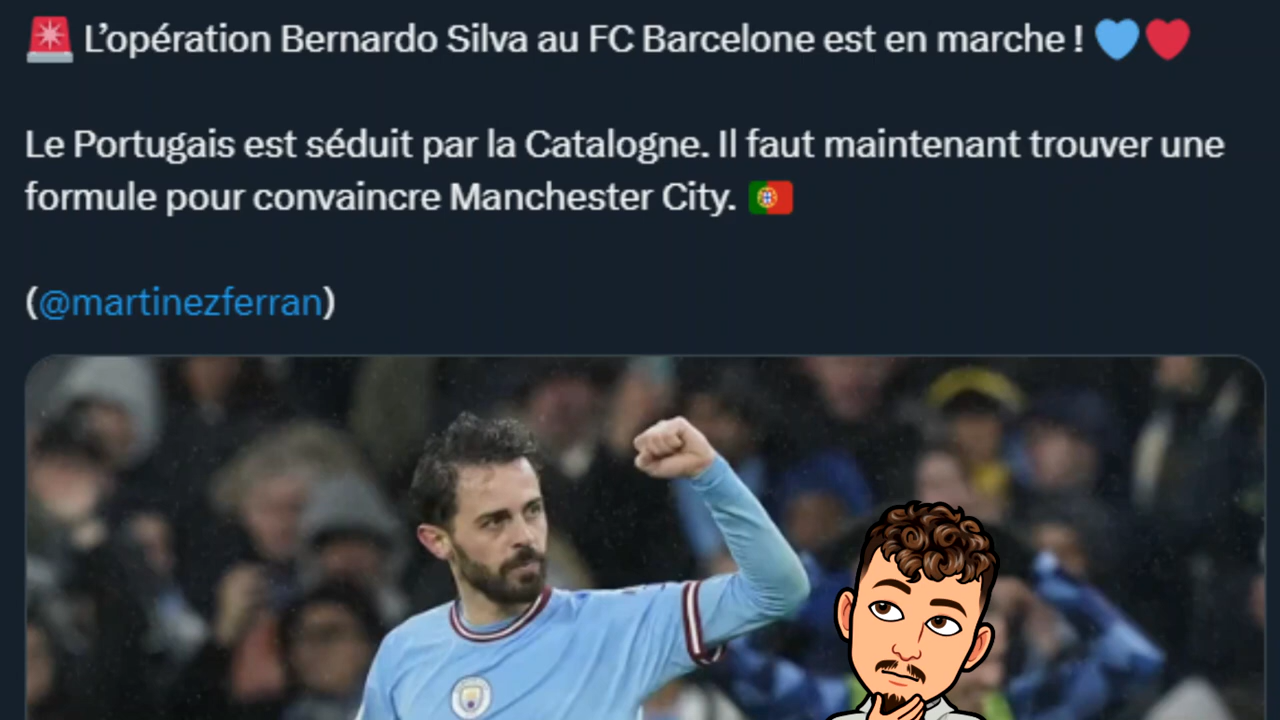 🚨 L’opération Bernardo Silva au FC Barcelone est en marche ! 💙❤️
Le Portugais est séduit par la Catalogne. Il faut maintenant trouver une
formule pour convaincre Manchester City. 🇵🇹
(@martinezferran)